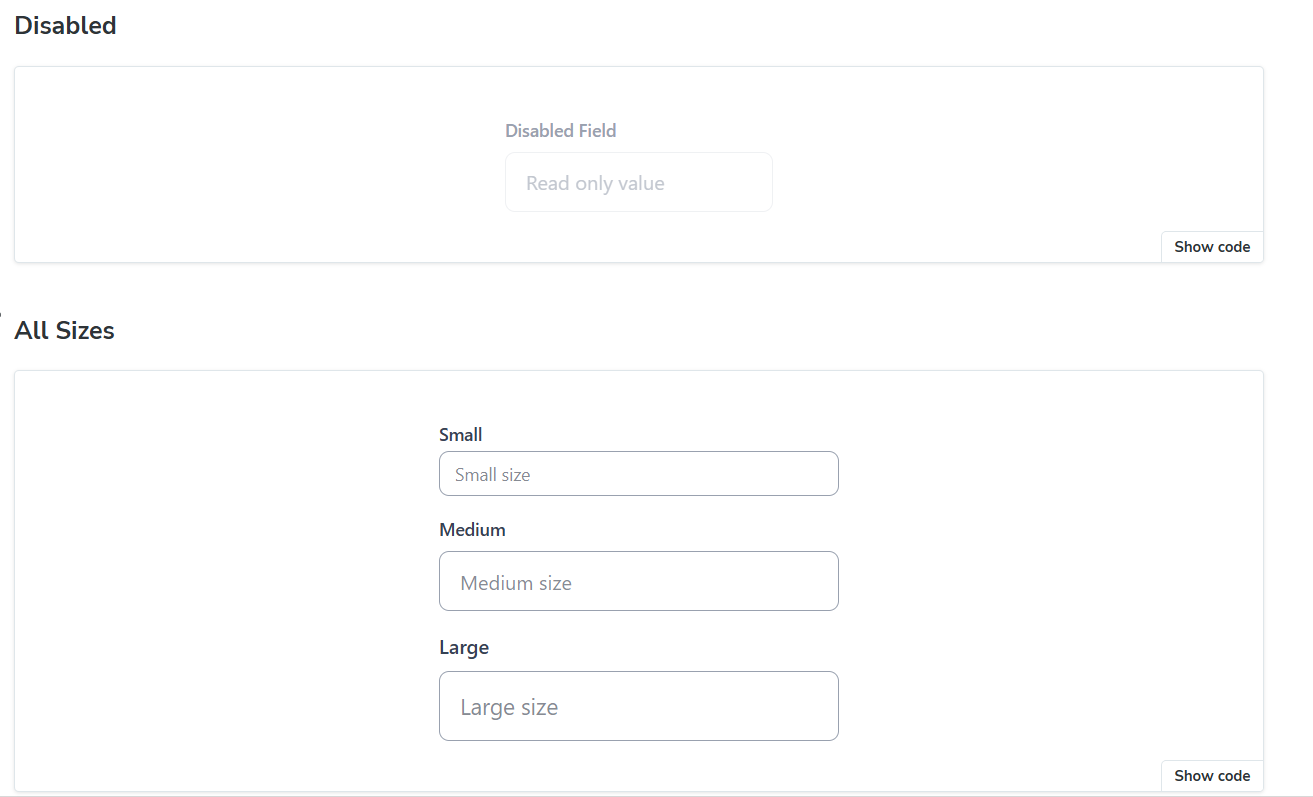 Disabled
Disabled Field
Read only value
Show code
All Sizes
Small
Small size
Medium
Medium size
Large
Large size
Show code